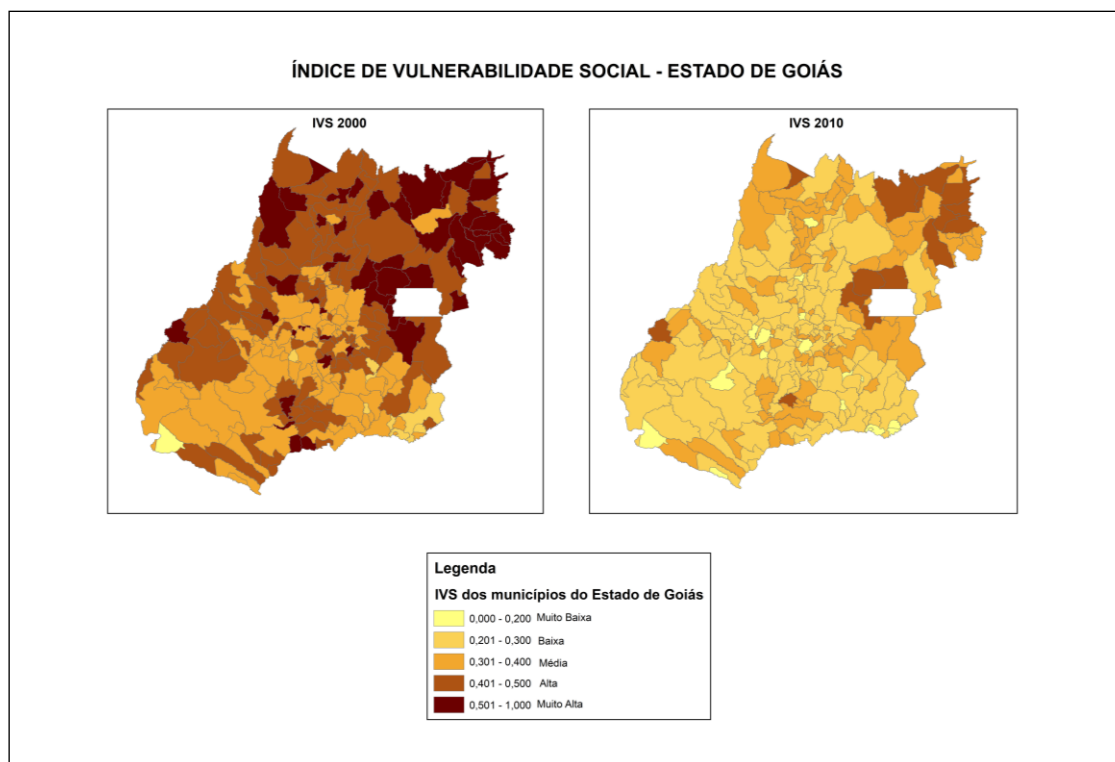 ÍNDICE DE VULNERABILIDADE SOCIAL - ESTADO DE GOIÁS
IVS 2000
IVS 2010
Legenda
IVS dos municípios do Estado de Goiás
0,000 - 0,200 Muito Baixa
0,201 - 0,300 Baixa
0,301 - 0,400 Média
0,401 - 0,500 Alta
0,501 - 1,000 Muito Alta